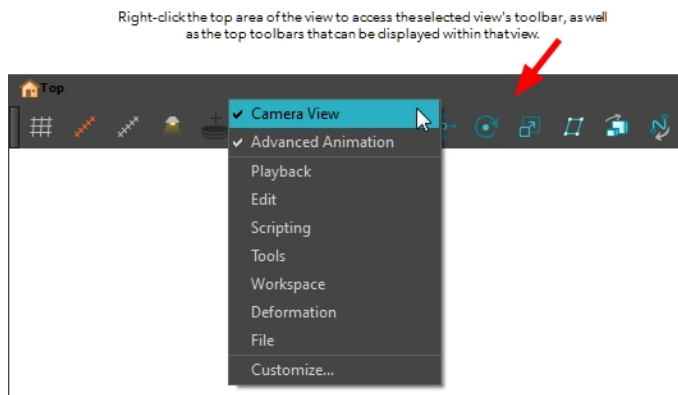 Right-click the top area of the view to access the selected view's toolbar, as well
as the top toolbars that can be displayed within that view.
Top
Camera View
Advanced Animation
Playback
Edit
Scripting
Tools
Workspace
Deformation
File
Customize...